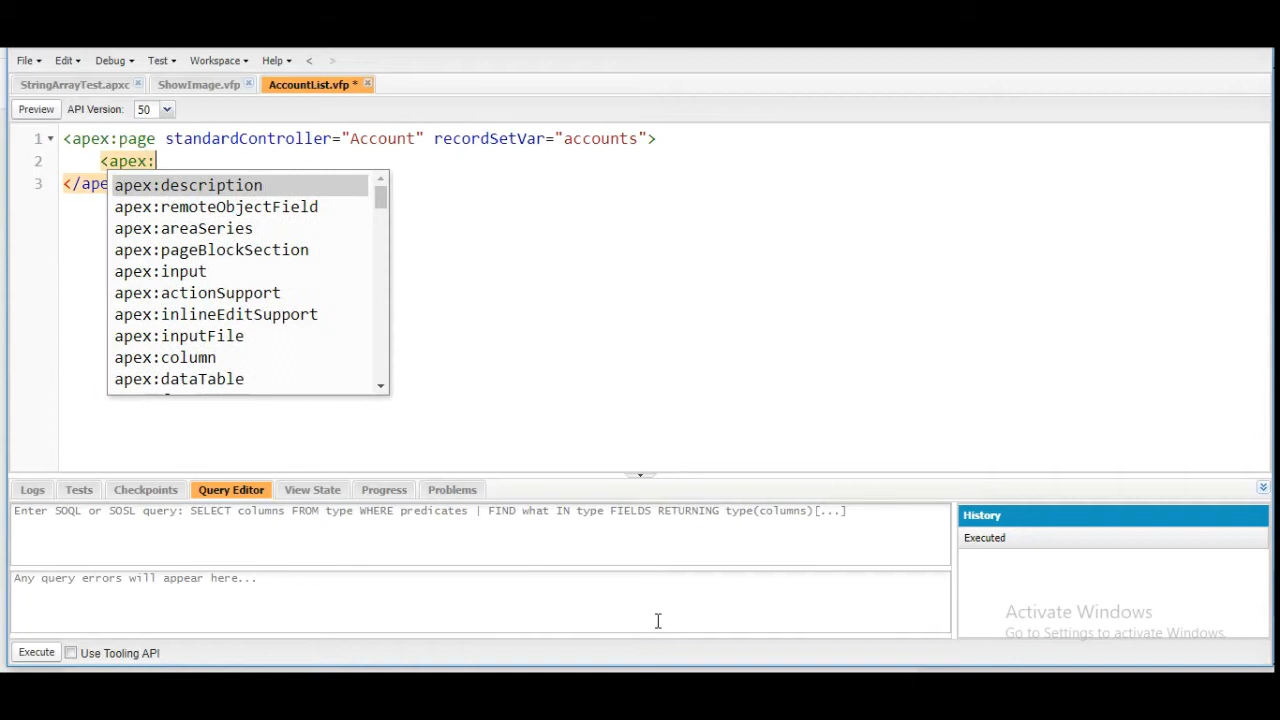 File Edit Debug Test Workspace Help < >
StringArrayTest.apxc ShowImage.vfp AccountList.vfp *
Preview API Version: 50
1 <apex:page standardController="Account" recordSetVar="accounts">
2 <apex:
3 </ape
apex:description
apex:remoteObjectField
apex:areaSeries
apex:pageBlockSection
apex:input
apex:actionSupport
apex:inlineEditSupport
apex:inputFile
apex:column
apex:dataTable
Logs Tests Checkpoints Query Editor View State Progress Problems
Enter SOQL or SOSL query: SELECT columns FROM type WHERE predicates | FIND what IN type FIELDS RETURNING type(columns)[...]
History
Executed
Any query errors will appear here...
Activate Windows
Go to Settings to activate Windows.
Execute Use Tooling API